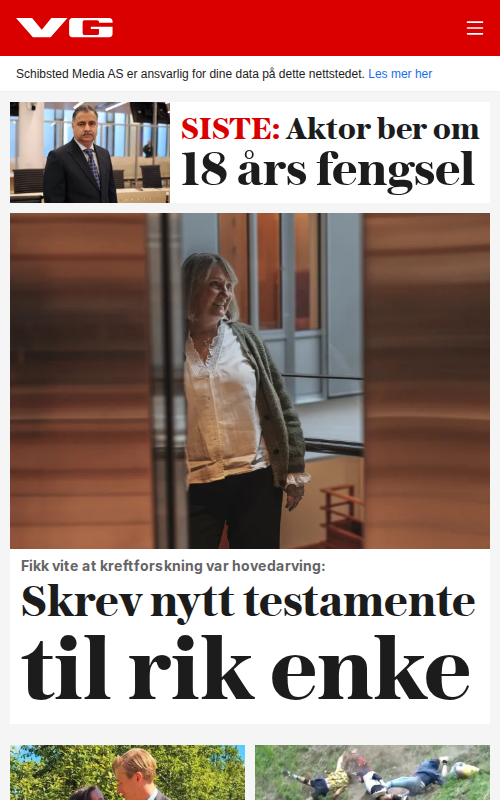 VG
Schibsted Media AS er ansvarlig for dine data på dette nettstedet. Les mer her
SISTE: Aktor ber om
18 års fengsel
Fikk vite at kreftforskning var hovedarving:
Skrev nytt testamente
til rik enke